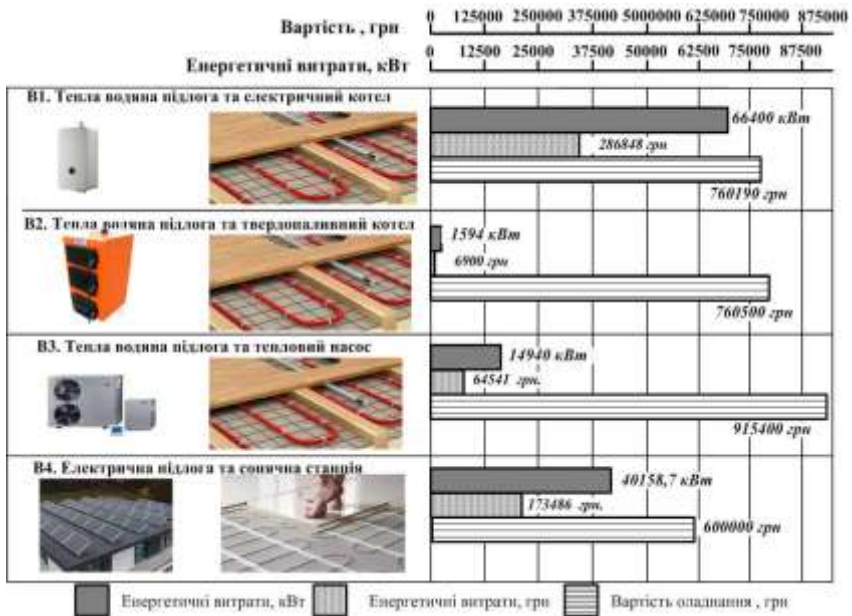 Вартість , грн
0 125000 250000 375000 5000000 625000 750000 875000
Енергетичні витрати, кВт
0 12500 25000 37500 50000 62500 75000 87500
В1. Тепла водяна підлога та електричний котел
66400 кВт
286848 грн
760190 грн
В2. Тепла водяна підлога та твердопаливний котел
1594 кВт
6900 грн
760500 грн
В3. Тепла водяна підлога та тепловий насос
14940 кВт
64541 грн.
915400 грн
В4. Електрична підлога та сонична станція
40158,7 кВт
173486 грн.
600000 грн
Енергетичні витрати, кВт Енергетичні витрати, грн Вартість оладнання , грн